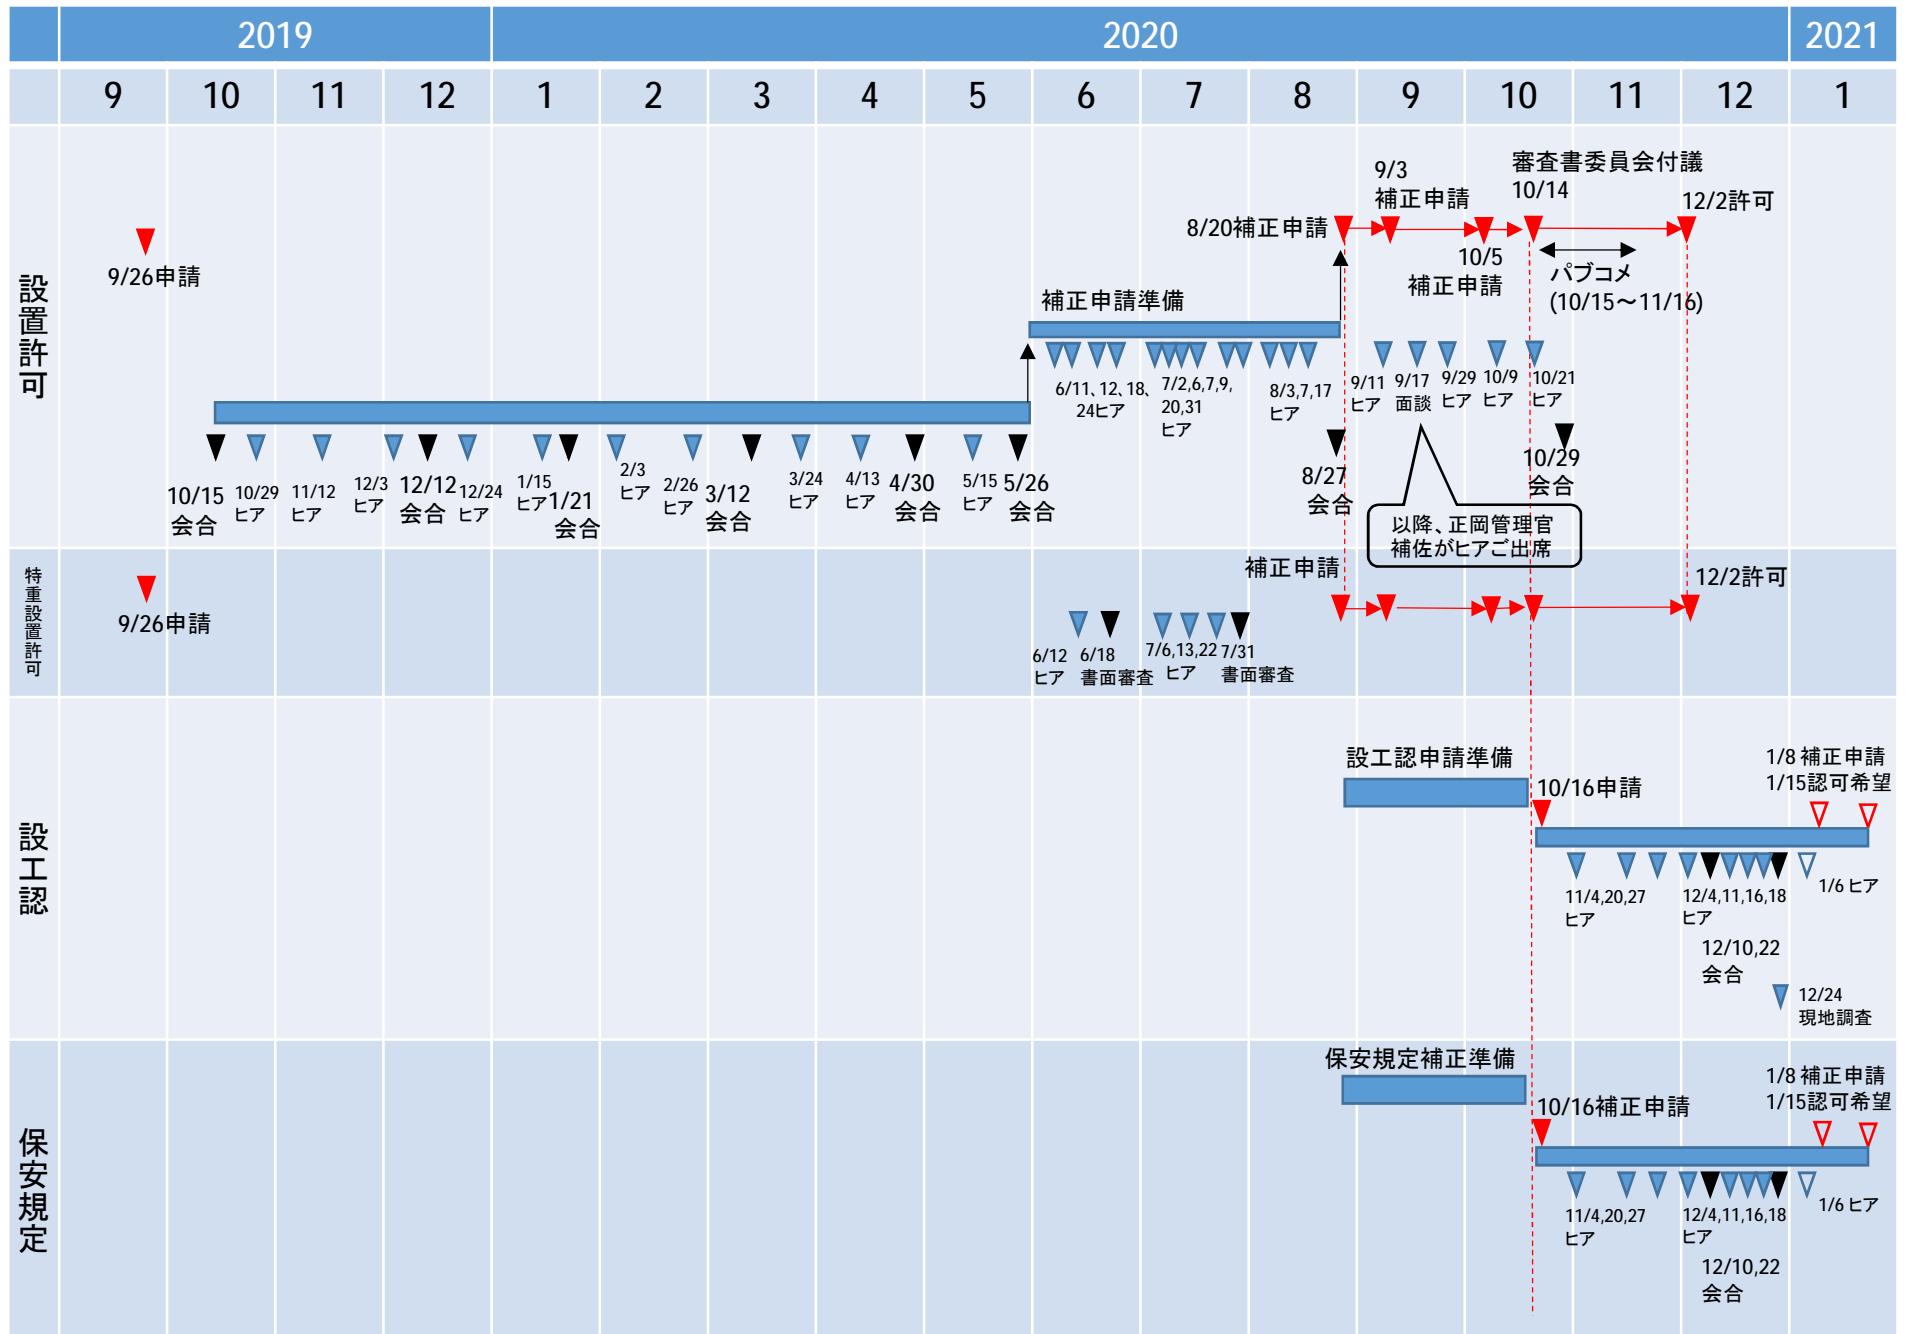 2019
2020
2021
9
10
11
12
1
2
3
4
5
6
7
8
9
10
11
12
1
設置許可
9/26申請
10/15
会合
10/29
ヒア
11/12
ヒア
12/3
ヒア
12/12
会合
12/24
ヒア
1/15
ヒア
1/21
会合
2/3
ヒア
2/26
ヒア
3/12
会合
3/24
ヒア
4/13
ヒア
4/30
会合
5/15
ヒア
5/26
会合
補正申請準備
6/11、12、18、
24ヒア
7/2,6,7,9,
20,31
ヒア
8/3,7,17
ヒア
8/20補正申請
8/27
会合
9/3
補正申請
10/5
補正申請
審査書委員会付議
10/14
12/2許可
パブコメ
(10/15～11/16)
9/11
ヒア
9/17
面談
9/29
ヒア
10/9
ヒア
10/21
ヒア
10/29
会合
以降、正岡管理官
補佐がヒアご出席
特重設置許可
9/26申請
6/12
ヒア
6/18
書面審査
7/6,13,22
ヒア
7/31
書面審査
補正申請
12/2許可
設工認
設工認申請準備
10/16申請
1/8 補正申請
1/15認可希望
11/4,20,27
ヒア
12/4,11,16,18
ヒア
1/6 ヒア
12/10,22
会合
12/24
現地調査
保安規定
保安規定補正準備
10/16補正申請
1/8 補正申請
1/15認可希望
11/4,20,27
ヒア
12/4,11,16,18
ヒア
1/6 ヒア
12/10,22
会合